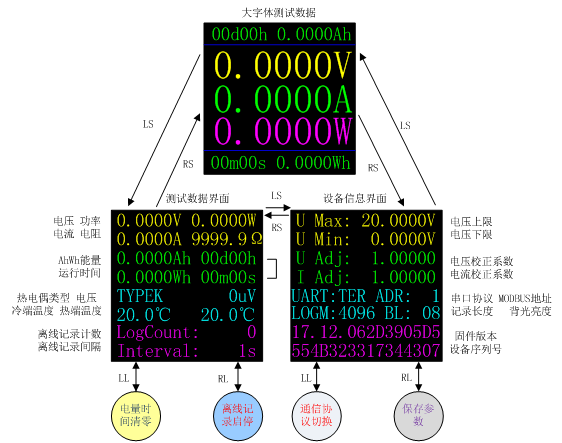 大字体测试数据
00d00h 0.0000Ah
0.0000V
0.0000A
0.0000W
00m00s 0.0000Wh
LS
RS
LS
RS
测试数据界面
LS
RS
设备信息界面
电压 功率
电流 电阻
AhWh能量
运行时间
热电偶类型 电压
冷端温度 热端温度
离线记录计数
离线记录间隔
0.0000V 0.0000W
0.0000A 9999.9Ω
0.0000Ah 00d00h
0.0000Wh 00m00s
TYPEK 0uV
20.0℃ 20.0℃
LogCount: 0
Interval: 1s
U Max: 20.0000V
U Min: 0.0000V
U Adj: 1.00000
I Adj: 1.00000
UART:TER ADR: 1
LOGM:4096 BL: 08
17.12.062D3905D5
554B323317344307
电压上限
电压下限
电压校正系数
电流校正系数
串口协议 MODBUS地址
记录长度 背光亮度
固件版本
设备序列号
LL
RL
LL
RL
电量时
间清零
离线记
录启停
通信协
议切换
保存参
数